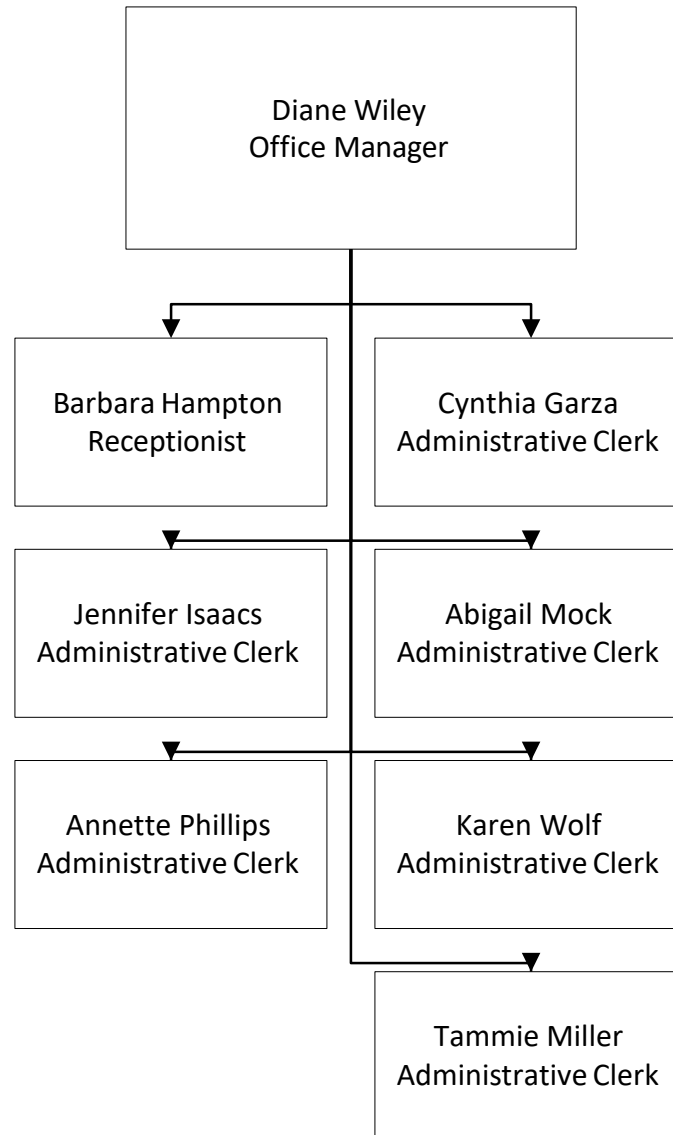 Diane Wiley
Office Manager
Barbara Hampton
Receptionist
Cynthia Garza
Administrative Clerk
Jennifer Isaacs
Administrative Clerk
Abigail Mock
Administrative Clerk
Annette Phillips
Administrative Clerk
Karen Wolf
Administrative Clerk
Tammie Miller
Administrative Clerk